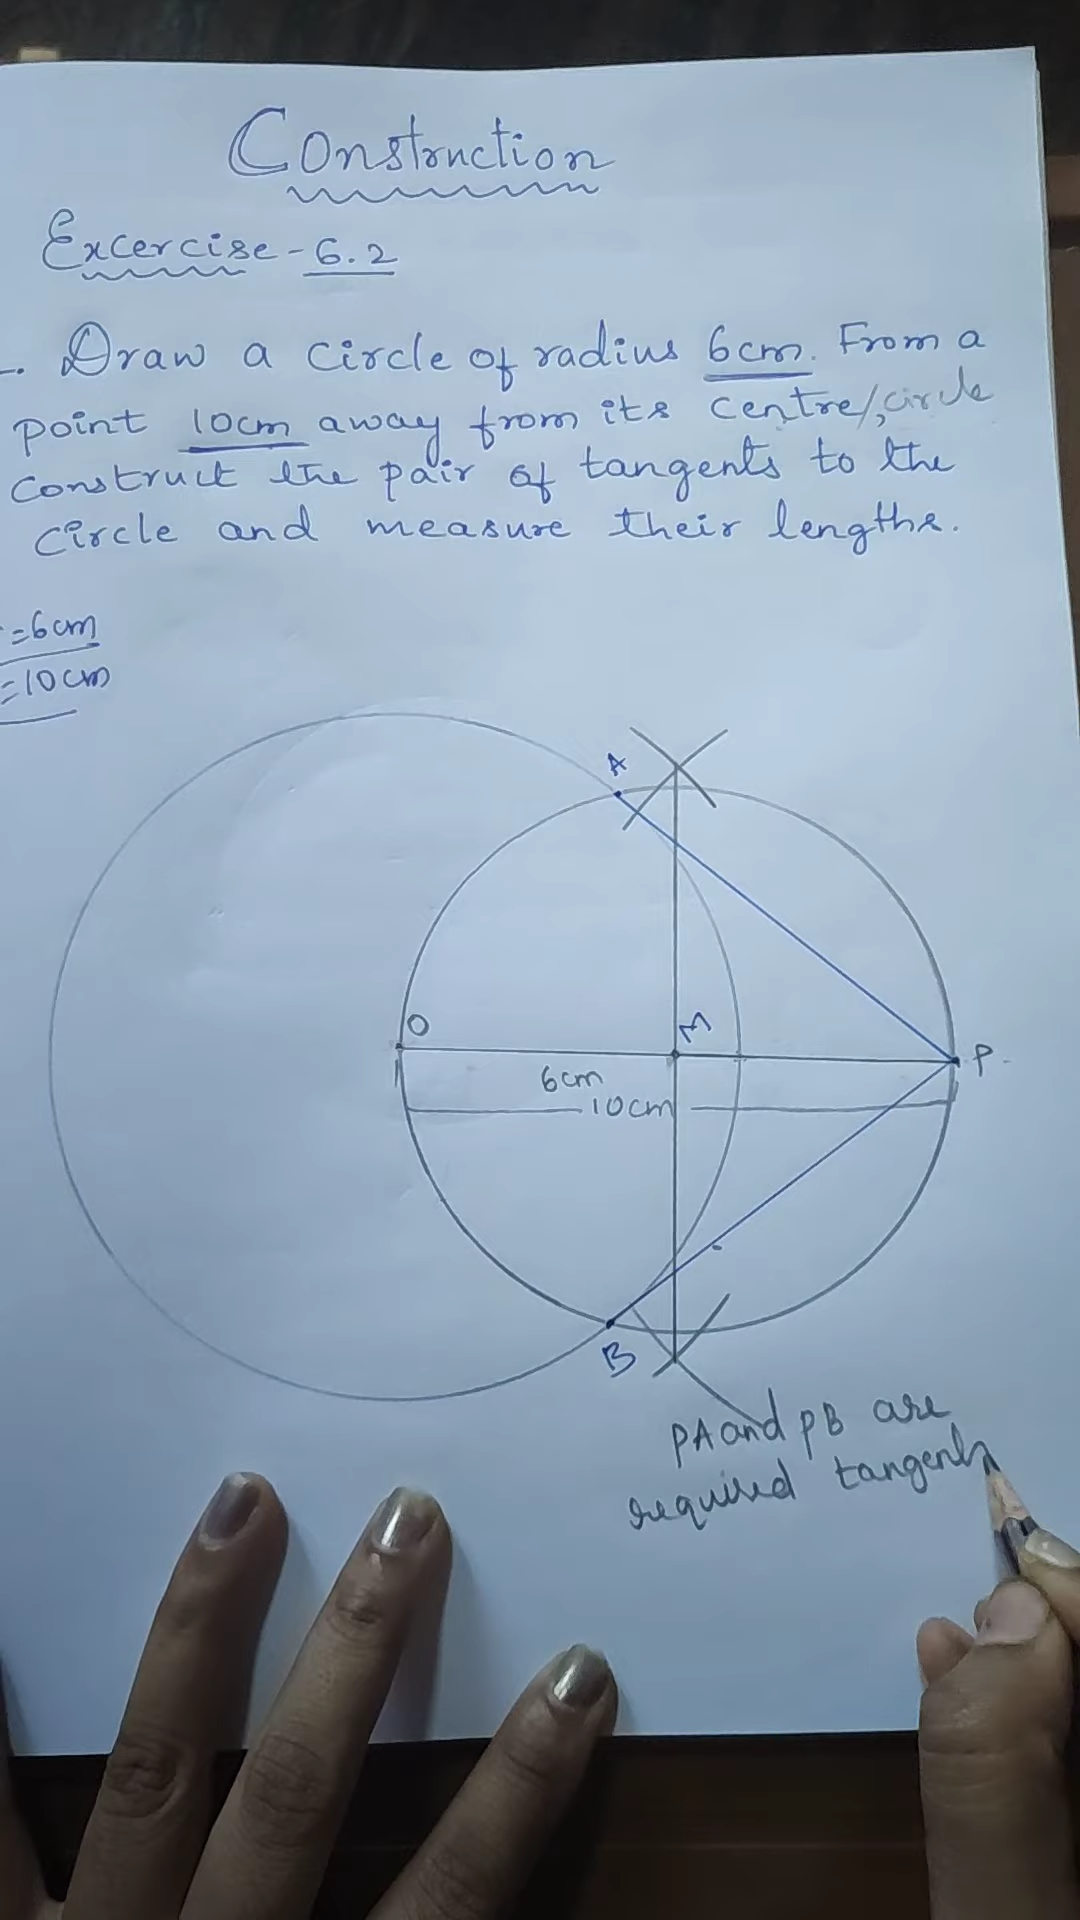 Construction
Excercise - 6.2
. Draw a circle of radius 6cm. From a
point 10cm away from its centre/, circle
construct the pair of tangents to the
circle and measure their lengths.
=6cm
=10cm
A
O
M
P
6cm
10cm
B
PA and PB are
required tangents